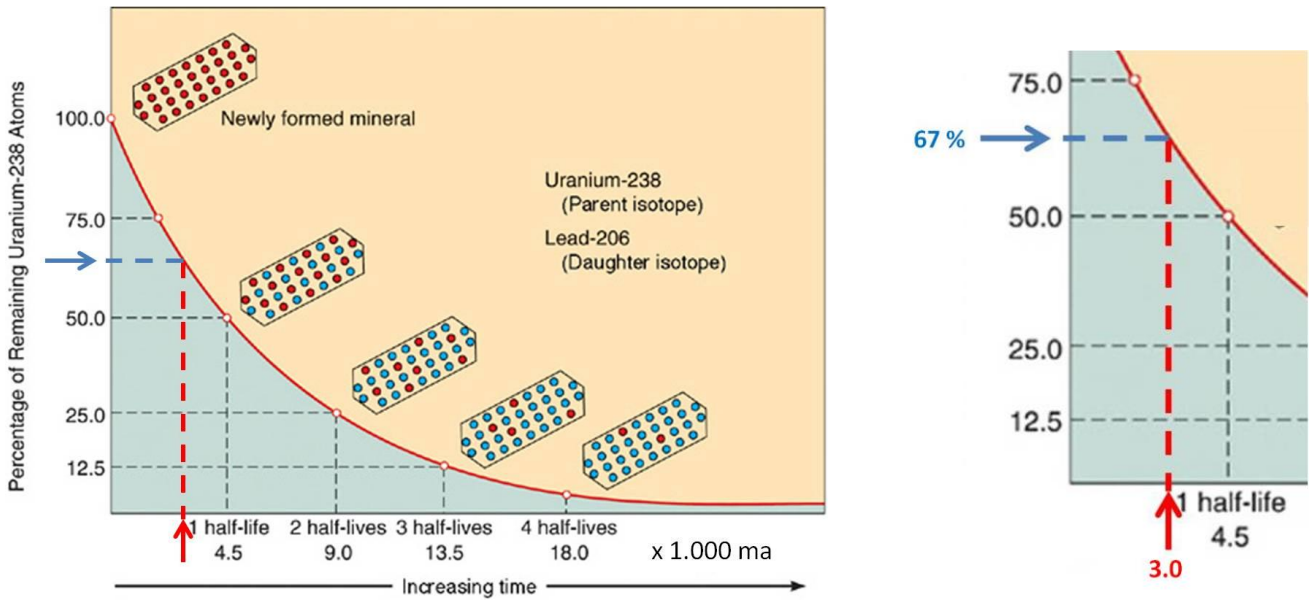 Percentage of Remaining Uranium-238 Atoms
100.0
75.0
50.0
25.0
12.5
Newly formed mineral
Uranium-238
(Parent isotope)
Lead-206
(Daughter isotope)
1 half-life 2 half-lives 3 half-lives 4 half-lives
4.5 9.0 13.5 18.0 x 1.000 ma
Increasing time
75.0
67 %
50.0
25.0
12.5
1 half-life
4.5
3.0